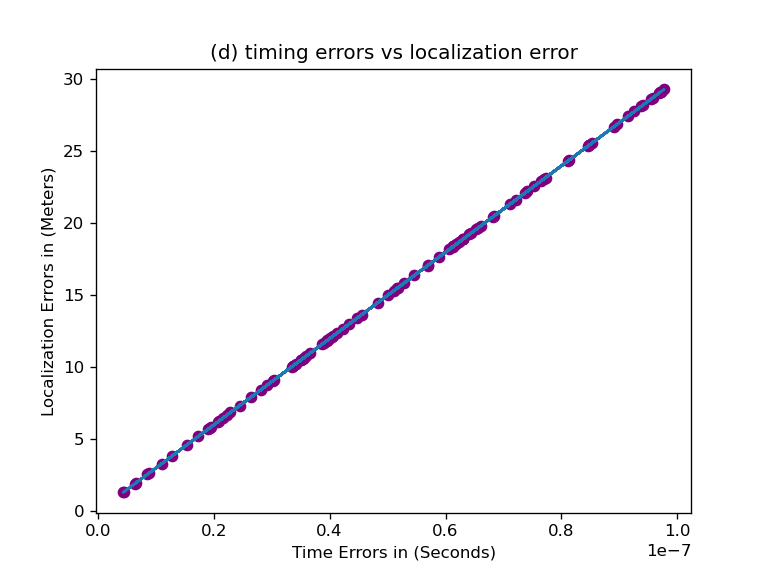 (d) timing errors vs localization error
30
25
20
15
10
5
0
Localization Errors in (Meters)
0.0 0.2 0.4 0.6 0.8 1.0
Time Errors in (Seconds)
1e−7